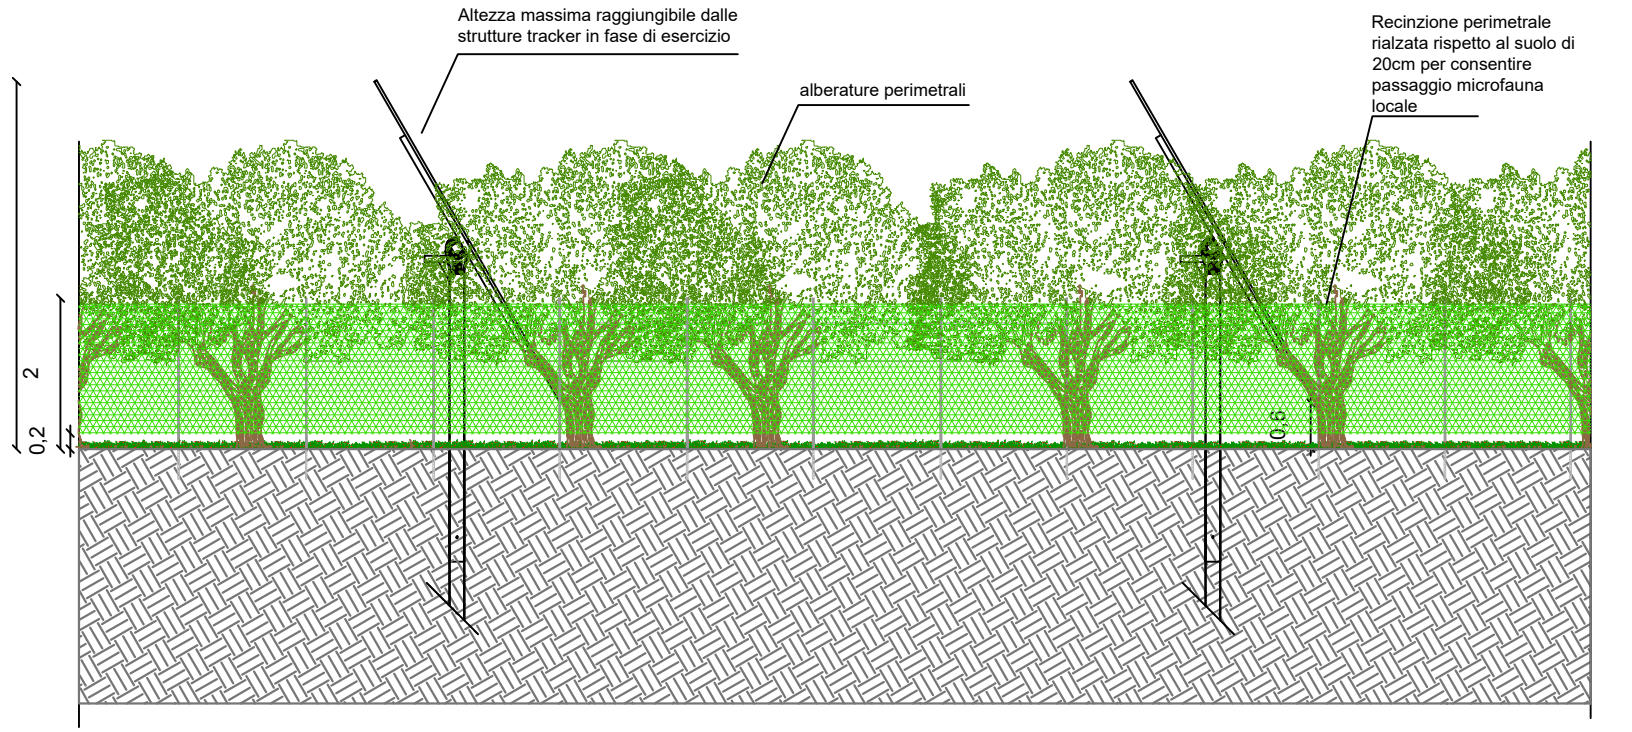 Altezza massima raggiungibile dalle
strutture tracker in fase di esercizio
alberature perimetrali
Recinzione perimetrale
rialzata rispetto al suolo di
20cm per consentire
passaggio microfauna
locale
2
0,2
0,6